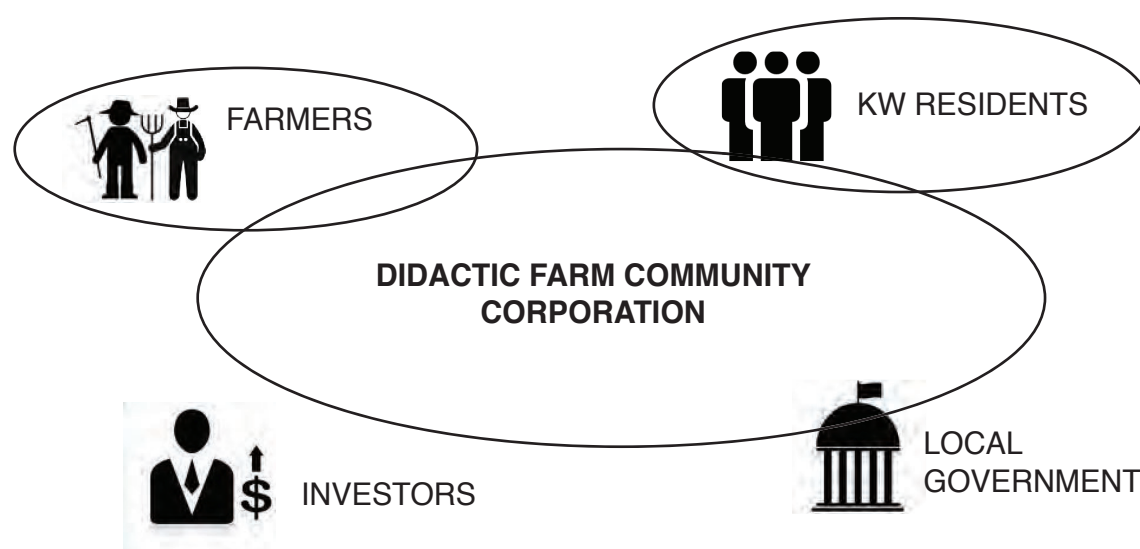 FARMERS
KW RESIDENTS
DIDACTIC FARM COMMUNITY
CORPORATION
$ INVESTORS
LOCAL
GOVERNMENT